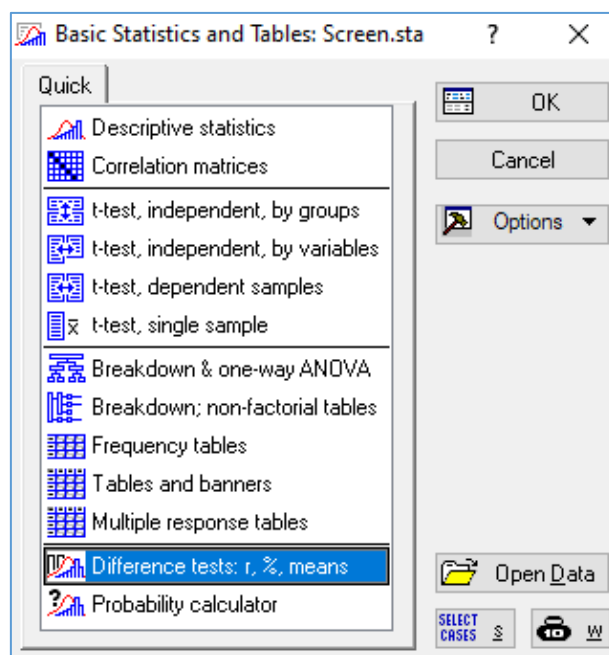 Basic Statistics and Tables: Screen.sta ? ×
Quick
Descriptive statistics
Correlation matrices
t-test, independent, by groups
t-test, independent, by variables
t-test, dependent samples
t-test, single sample
Breakdown & one-way ANOVA
Breakdown; non-factorial tables
Frequency tables
Tables and banners
Multiple response tables
Difference tests: r, %, means
Probability calculator
OK
Cancel
Options
Open Data
SELECT
CASES
S
W